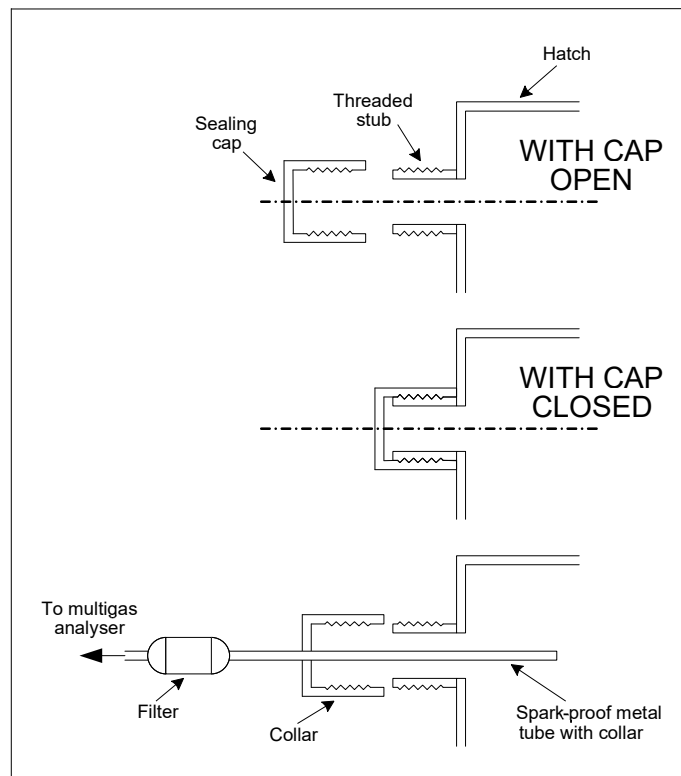 Hatch
Threaded
stub
Sealing
cap
WITH CAP
OPEN
WITH CAP
CLOSED
To multigas
analyser
Filter
Collar
Spark-proof metal
tube with collar